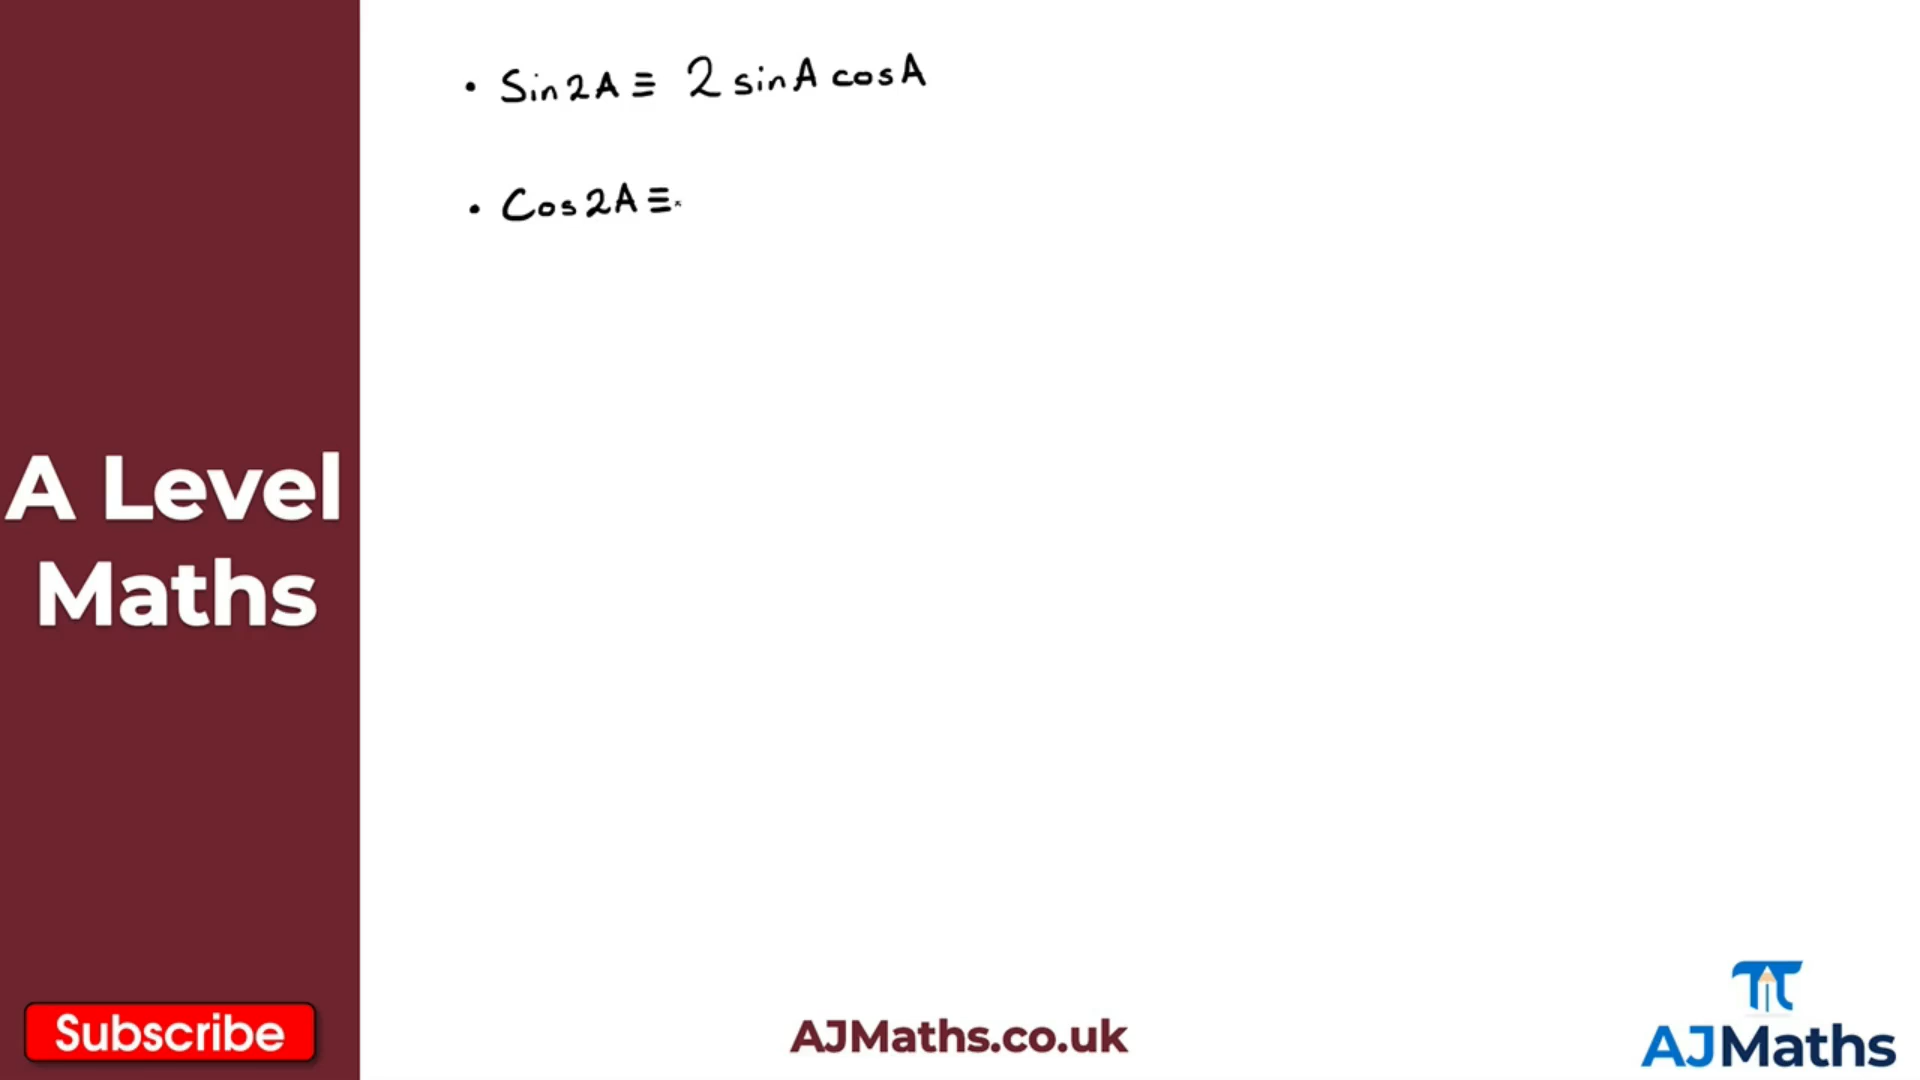 • Sin2A ≡ 2 sinA cosA
• Cos2A ≡
A Level
Maths
Subscribe
AJMaths.co.uk
AJMaths